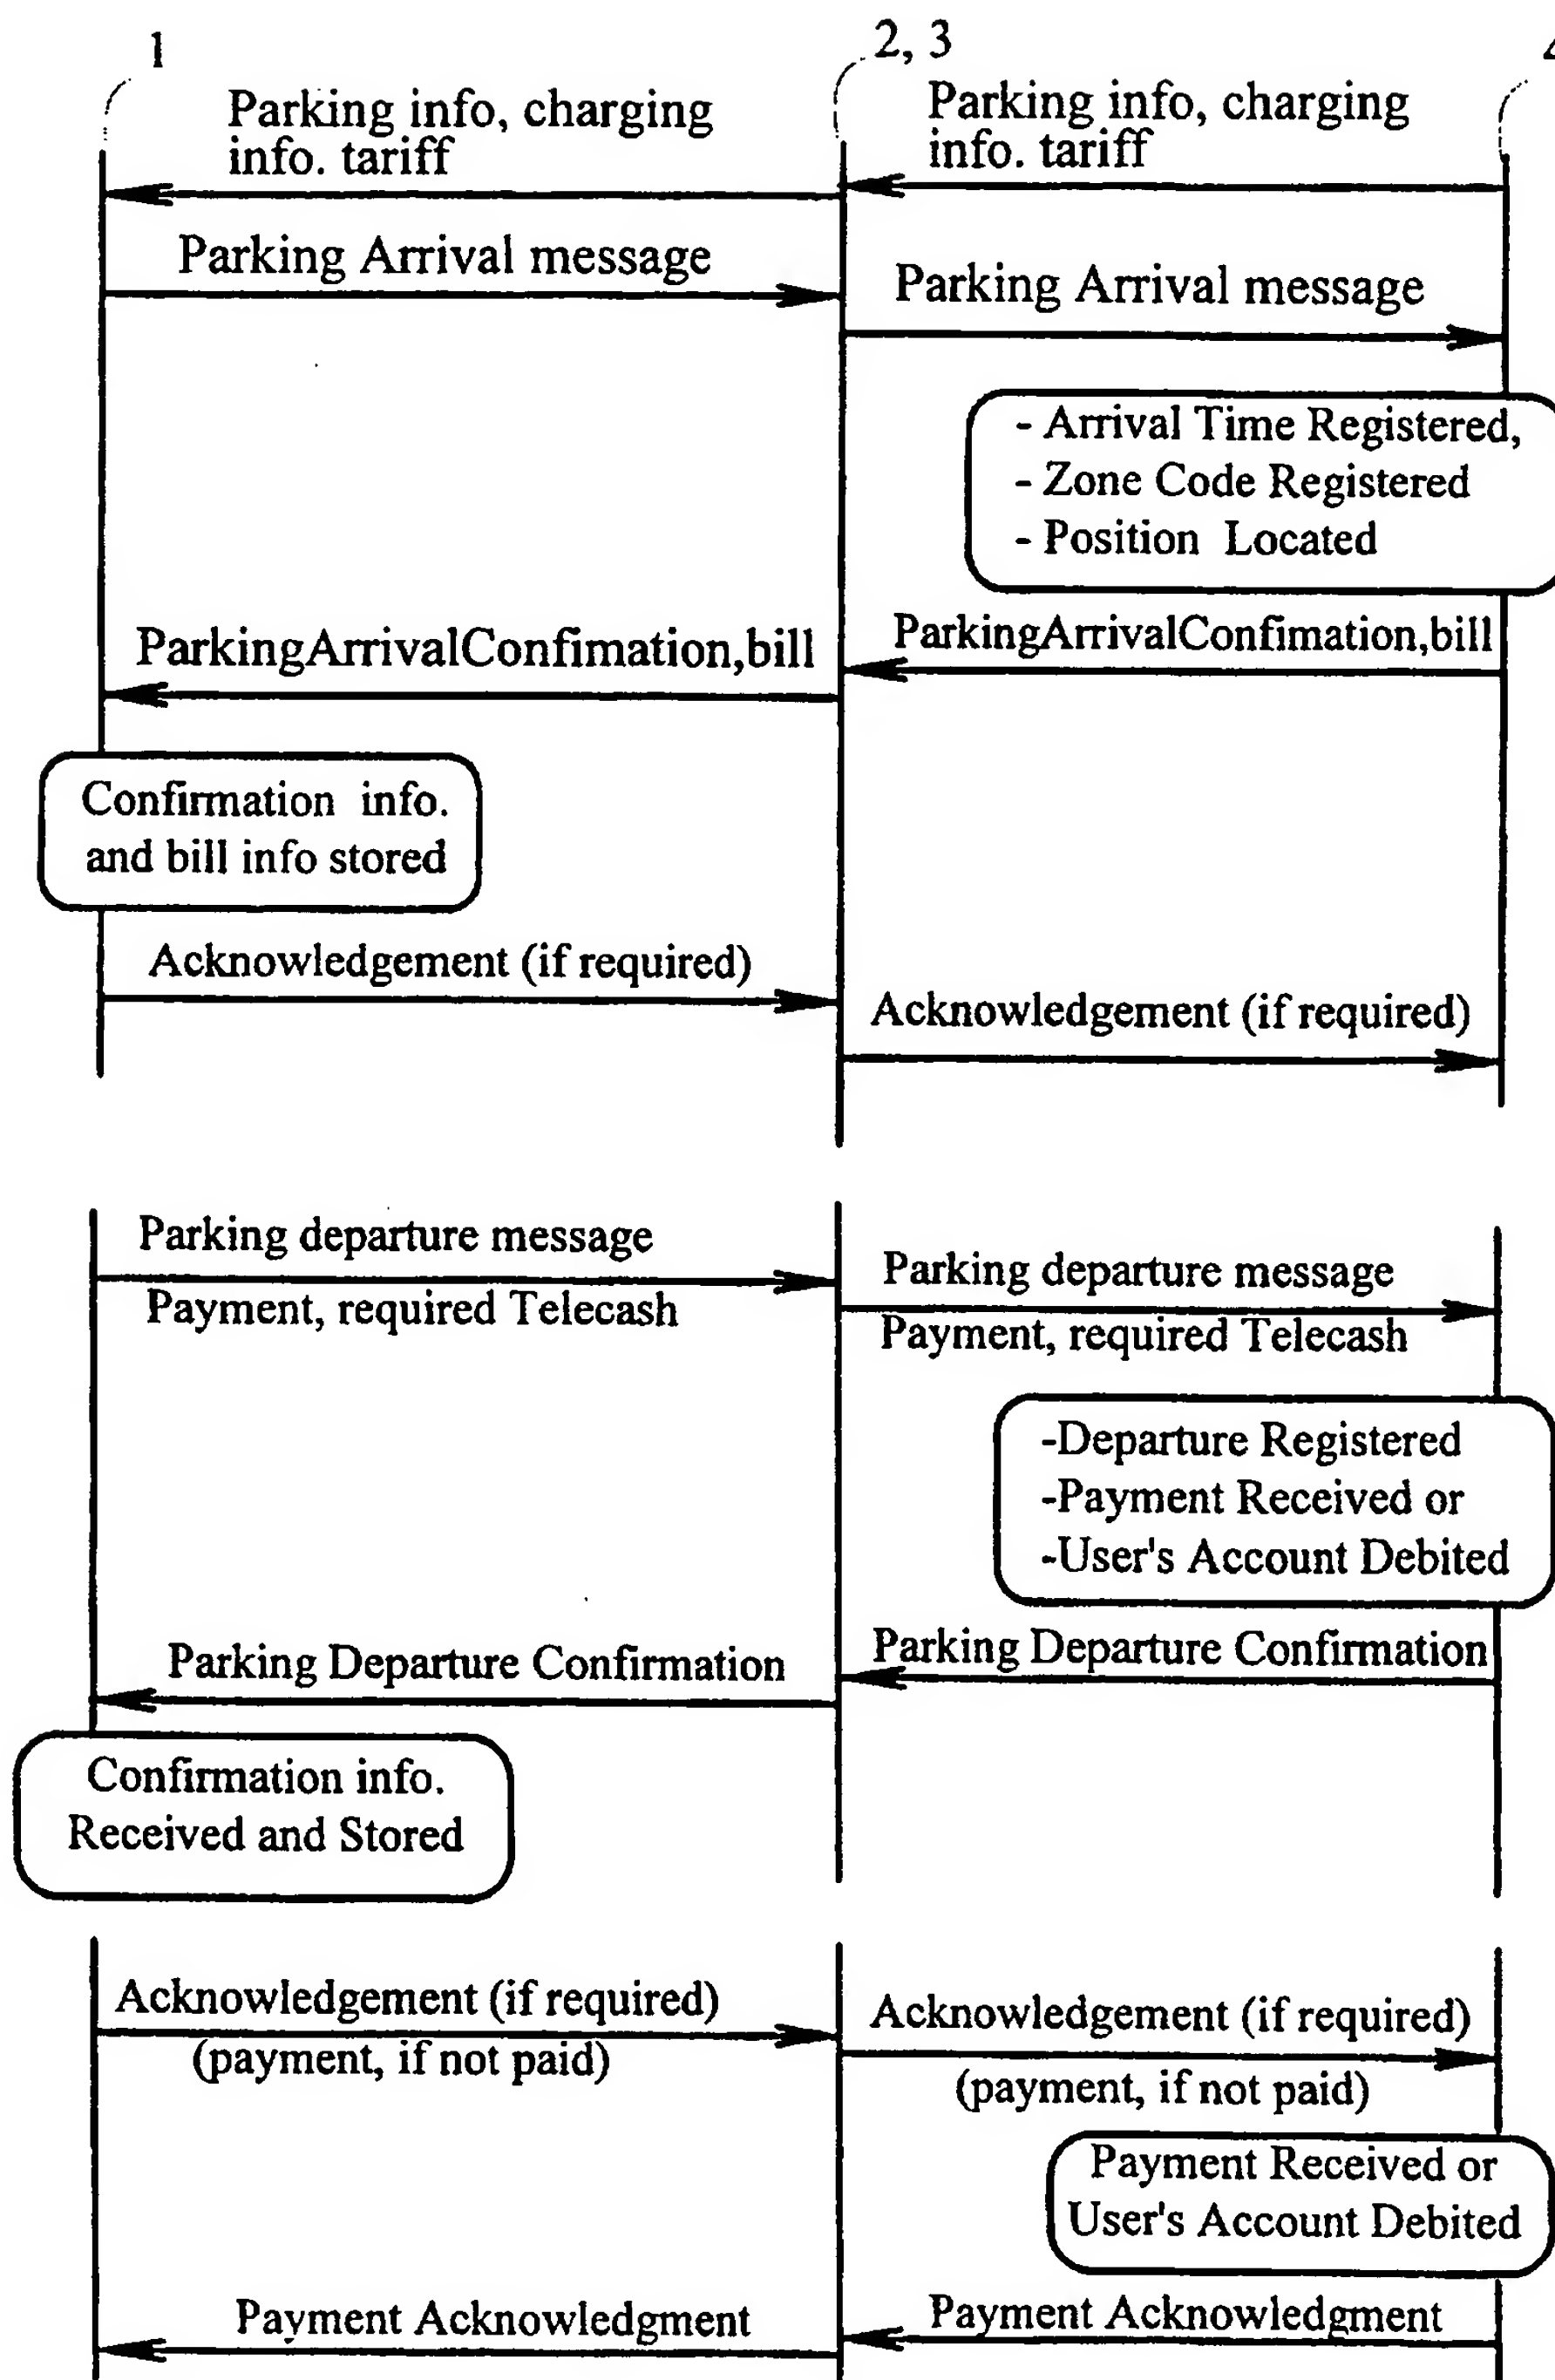 1
2, 3
4
Parking info, charging
info. tariff
Parking info, charging
info. tariff
Parking Arrival message
Parking Arrival message
- Arrival Time Registered,
- Zone Code Registered
- Position Located
ParkingArrivalConfimation,bill
ParkingArrivalConfimation,bill
Confirmation info.
and bill info stored
Acknowledgement (if required)
Acknowledgement (if required)
Parking departure message
Payment, required Telecash
Parking departure message
Payment, required Telecash
-Departure Registered
-Payment Received or
-User's Account Debited
Parking Departure Confirmation
Parking Departure Confirmation
Confirmation info.
Received and Stored
Acknowledgement (if required)
(payment, if not paid)
Acknowledgement (if required)
(payment, if not paid)
Payment Received or
User's Account Debited
Payment Acknowledgment
Payment Acknowledgment